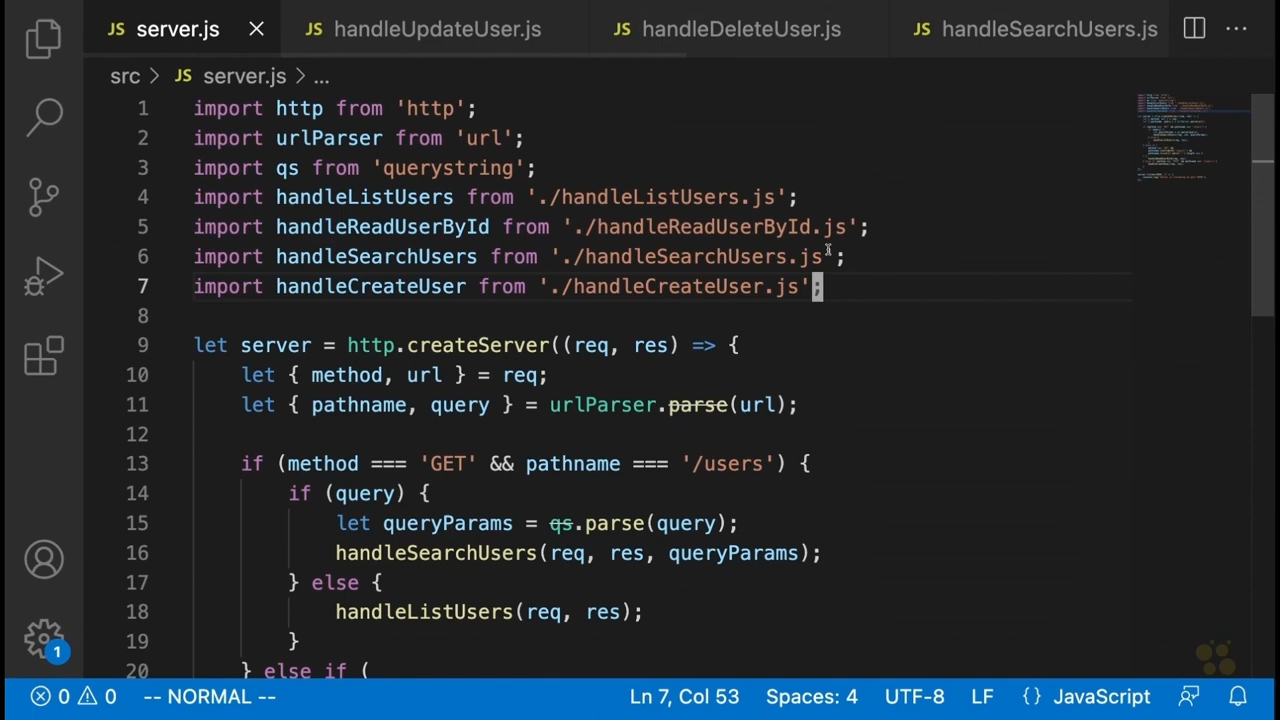 JS server.js × JS handleUpdateUser.js JS handleDeleteUser.js JS handleSearchUsers.js ...
src > JS server.js > ...
1 import http from 'http';
2 import urlParser from 'url';
3 import qs from 'querystring';
4 import handleListUsers from './handleListUsers.js';
5 import handleReadUserById from './handleReadUserById.js';
6 import handleSearchUsers from './handleSearchUsers.js';
7 import handleCreateUser from './handleCreateUser.js';
8
9 let server = http.createServer((req, res) => {
10 let { method, url } = req;
11 let { pathname, query } = urlParser.parse(url);
12
13 if (method === 'GET' && pathname === '/users') {
14 if (query) {
15 let queryParams = qs.parse(query);
16 handleSearchUsers(req, res, queryParams);
17 } else {
18 handleListUsers(req, res);
19 }
20 } else if (
1
0 0 -- NORMAL -- Ln 7, Col 53 Spaces: 4 UTF-8 LF {} JavaScript